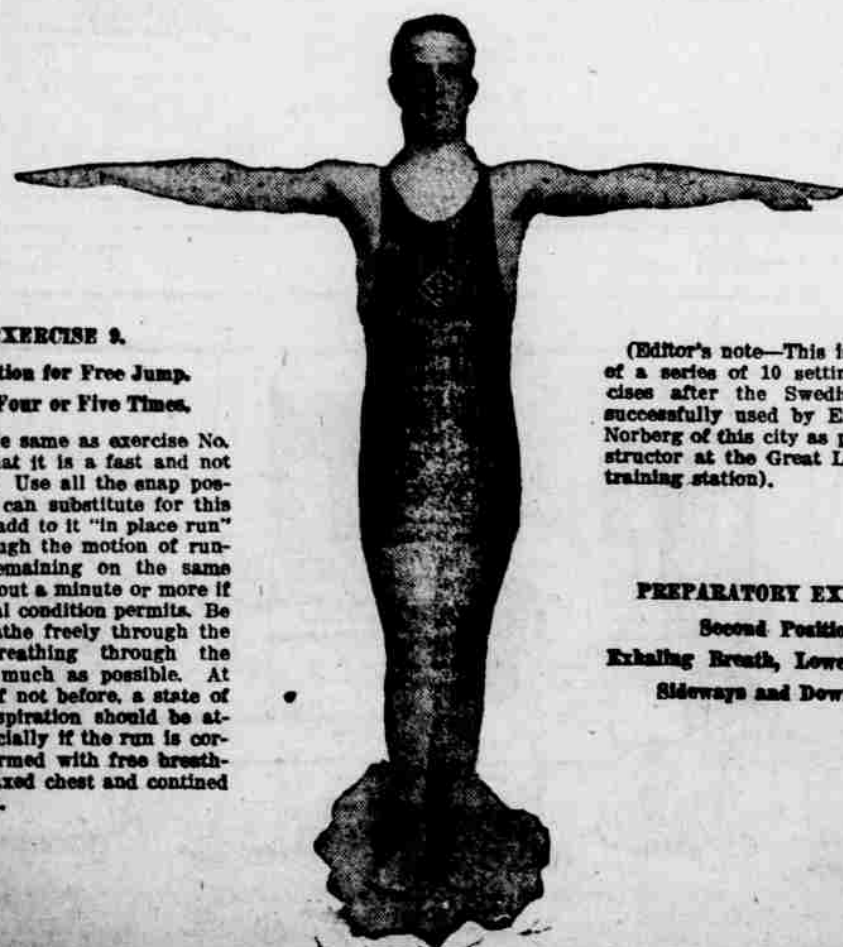 XERCISE 9.
tion for Free Jump.
Four or Five Times.
e same as exercise No.
at it is a fast and not
Use all the snap pos-
can substitute for this
add to it "in place run"
ugh the motion of run-
emaining on the same
out a minute or more if
al condition permits. Be
athe freely through the
reathing through the
much as possible. At
f not before, a state of
spiration should be at-
cially if the run is cor-
rmed with free breath-
xed chest and contined
(Editor's note—This i
of a series of 10 settin
cises after the Swedis
successfully used by E
Norberg of this city as p
structor at the Great L
training station).
PREPARATORY EX
Second Positio
Exhaling Breath, Lowe
Sideways and Dow